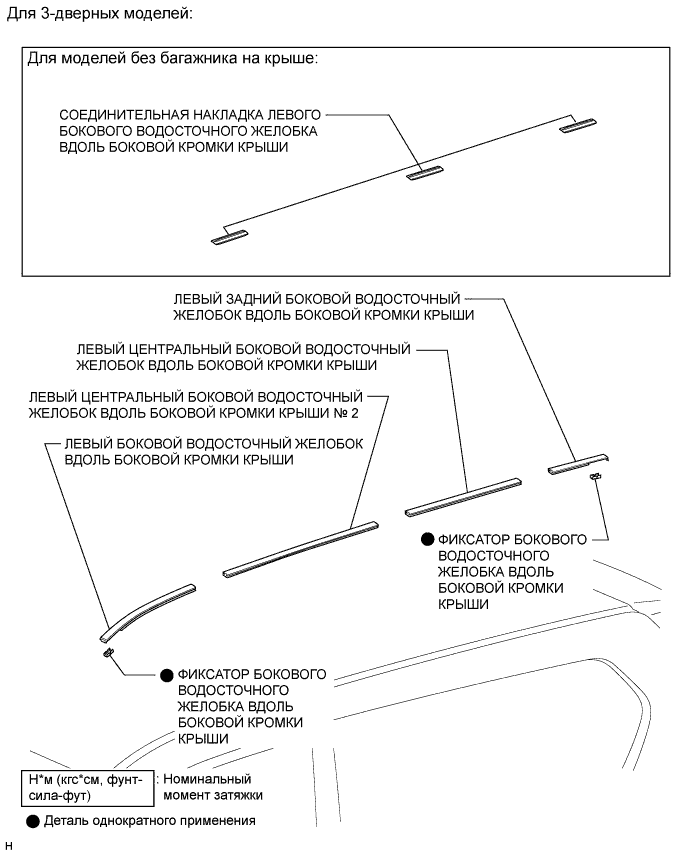 Для 3-дверных моделей:
Для моделей без багажника на крыше:
СОЕДИНИТЕЛЬНАЯ НАКЛАДКА ЛЕВОГО
БОКОВОГО ВОДОСТОЧНОГО ЖЕЛОБКА
ВДОЛЬ БОКОВОЙ КРОМКИ КРЫШИ
ЛЕВЫЙ ЗАДНИЙ БОКОВОЙ ВОДОСТОЧНЫЙ
ЖЕЛОБОК ВДОЛЬ БОКОВОЙ КРОМКИ КРЫШИ
ЛЕВЫЙ ЦЕНТРАЛЬНЫЙ БОКОВОЙ ВОДОСТОЧНЫЙ
ЖЕЛОБОК ВДОЛЬ БОКОВОЙ КРОМКИ КРЫШИ
ЛЕВЫЙ ЦЕНТРАЛЬНЫЙ БОКОВОЙ ВОДОСТОЧНЫЙ
ЖЕЛОБОК ВДОЛЬ БОКОВОЙ КРОМКИ КРЫШИ № 2
ЛЕВЫЙ БОКОВОЙ ВОДОСТОЧНЫЙ ЖЕЛОБОК
ВДОЛЬ БОКОВОЙ КРОМКИ КРЫШИ
ФИКСАТОР БОКОВОГО
ВОДОСТОЧНОГО
ЖЕЛОБКА ВДОЛЬ
БОКОВОЙ КРОМКИ
КРЫШИ
ФИКСАТОР БОКОВОГО
ВОДОСТОЧНОГО
ЖЕЛОБКА ВДОЛЬ
БОКОВОЙ КРОМКИ
КРЫШИ
Н*м (кгс*см, фунт-
сила-фут)
: Номинальный
момент затяжки
Деталь однократного применения
Н